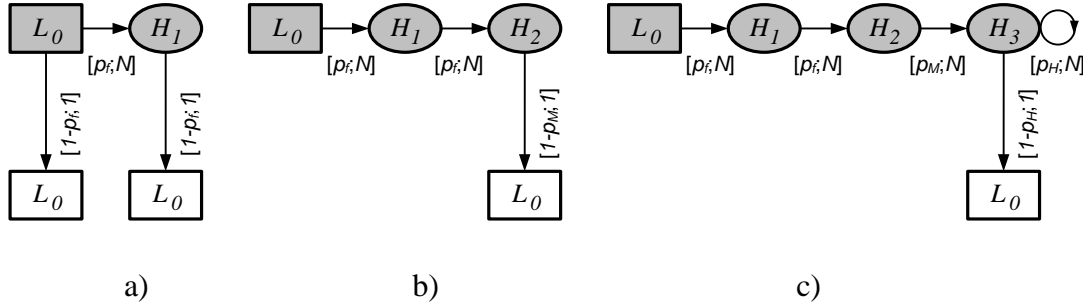 L0 H1 L0 H1 H2 L0 H1 H2 H3
[pf;N] [pf;N] [pf;N] [pf;N] [pf;N] [pM;N] [pH;N]
[1-pf;1] [1-pf;1] [1-pM;1] [1-pH;1]
L0 L0 L0 L0
a) b) c)